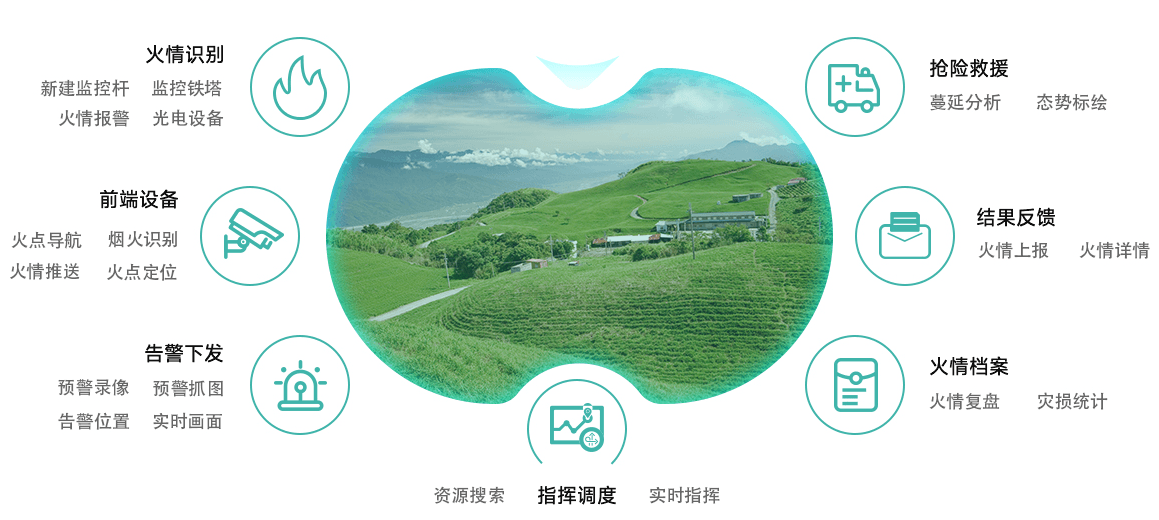 火情识别
新建监控杆 监控铁塔
火情报警 光电设备
前端设备
火点导航 烟火识别
火情推送 火点定位
告警下发
预警录像 预警抓图
告警位置 实时画面
资源搜索 指挥调度 实时指挥
抢险救援
蔓延分析 态势标绘
结果反馈
火情上报 火情详情
火情档案
火情复盘 灾损统计